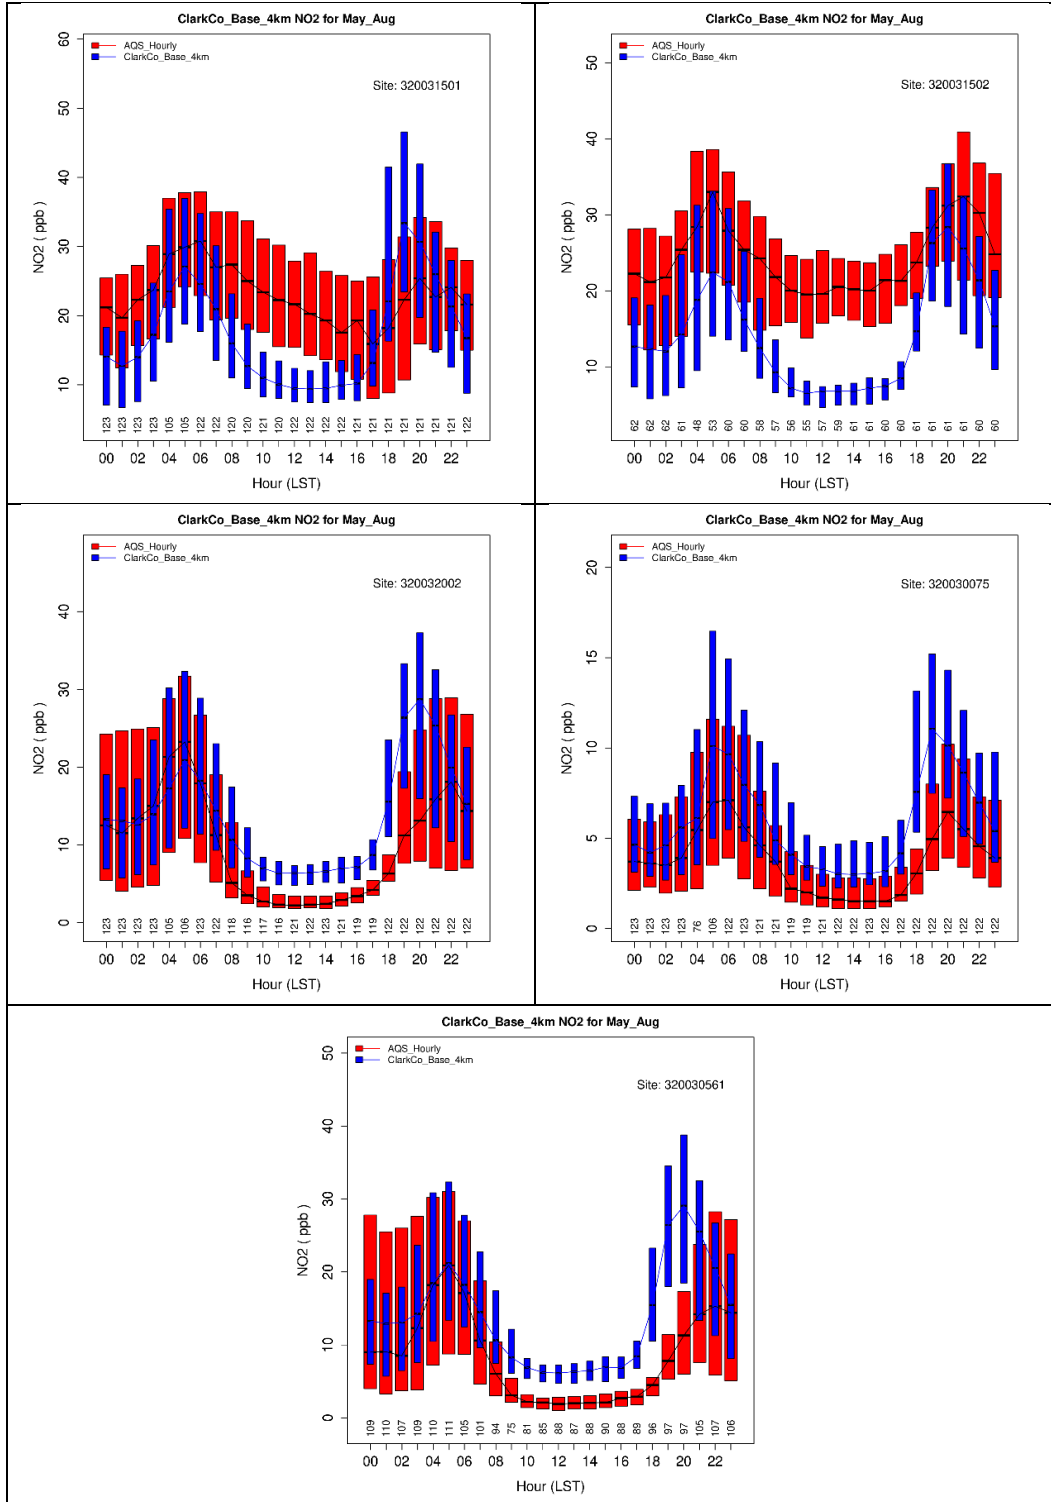 ClarkCo_Base_4km NO2 for May_Aug
AQS_Hourly
ClarkCo_Base_4km
Site: 320031501
NO2 ( ppb )
60
50
40
30
20
10
123 123 123 123 105 105 122 122 120 120 121 121 122 122 122 122 121 121 121 121 121 121 121 122
00 02 04 06 08 10 12 14 16 18 20 22
Hour (LST)
ClarkCo_Base_4km NO2 for May_Aug
AQS_Hourly
ClarkCo_Base_4km
Site: 320031502
NO2 ( ppb )
50
40
30
20
10
62 62 62 61 48 53 60 60 58 57 56 55 57 59 61 61 60 60 61 61 61 61 60 60
00 02 04 06 08 10 12 14 16 18 20 22
Hour (LST)
ClarkCo_Base_4km NO2 for May_Aug
AQS_Hourly
ClarkCo_Base_4km
Site: 320032002
NO2 ( ppb )
40
30
20
10
0
123 123 123 123 105 106 123 122 118 116 117 116 121 122 123 121 119 119 122 122 122 122 122 122
00 02 04 06 08 10 12 14 16 18 20 22
Hour (LST)
ClarkCo_Base_4km NO2 for May_Aug
AQS_Hourly
ClarkCo_Base_4km
Site: 320030075
NO2 ( ppb )
20
15
10
5
0
123 123 123 123 76 106 122 123 121 121 119 119 121 122 122 123 122 122 122 122 122 122 122 122
00 02 04 06 08 10 12 14 16 18 20 22
Hour (LST)
ClarkCo_Base_4km NO2 for May_Aug
AQS_Hourly
ClarkCo_Base_4km
Site: 320030561
NO2 ( ppb )
50
40
30
20
10
0
109 110 107 109 110 111 105 101 94 75 81 85 88 87 88 90 88 89 96 97 97 105 107 106
00 02 04 06 08 10 12 14 16 18 20 22
Hour (LST)